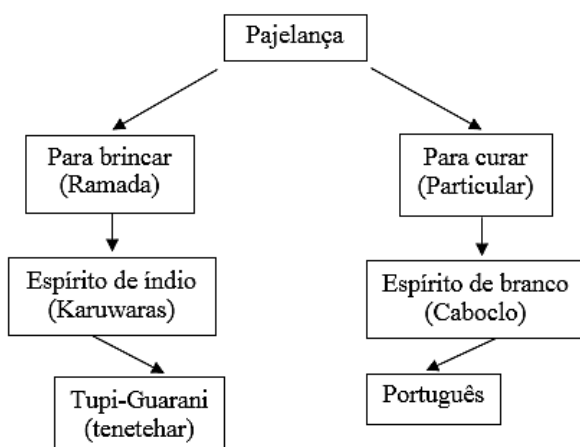 Pajelança
Para brincar
(Ramada)
Para curar
(Particular)
Espírito de índio
(Karuwaras)
Espírito de branco
(Caboclo)
Tupi-Guarani
(tenetehar)
Português